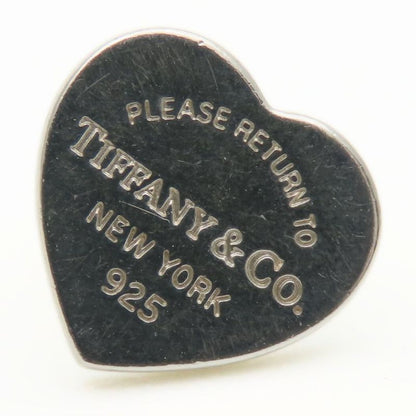 PLEASE RETURN TO
TIFFANY & CO.
NEW YORK
925